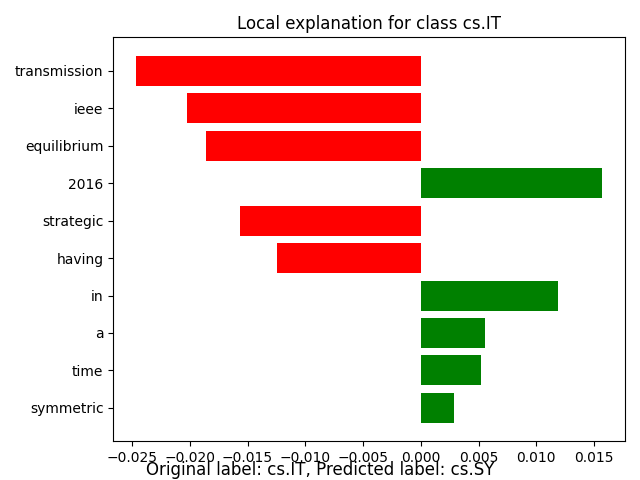 Local explanation for class cs.IT
transmission
ieee
equilibrium
2016
strategic
having
in
a
time
symmetric
−0.025 −0.020 −0.015 −0.010 −0.005 0.000 0.005 0.010 0.015
Original label: cs.IT, Predicted label: cs.SY